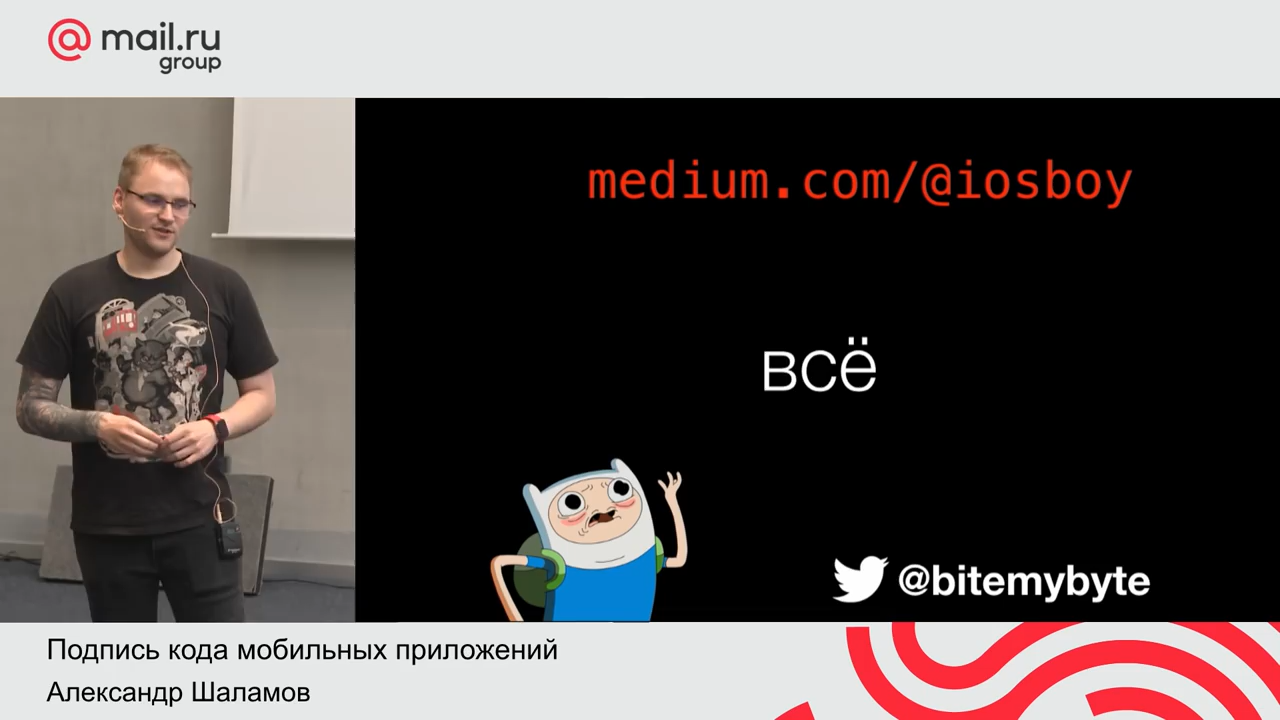 @ mail.ru
group
medium.com/@iosboy
всё
@bitemybyte
Подпись кода мобильных приложений
Александр Шаламов